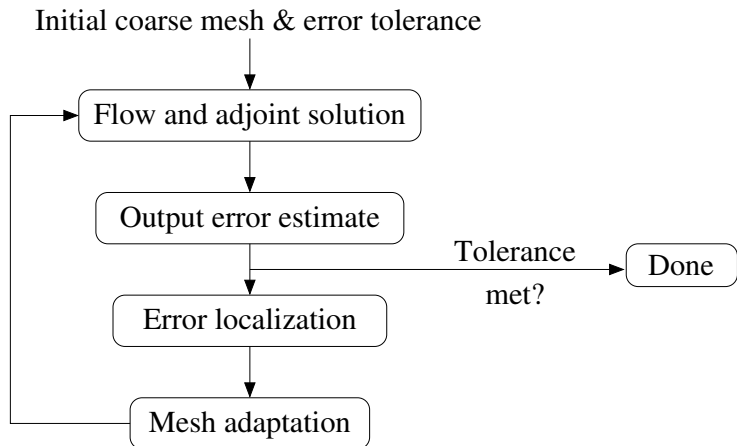 Initial coarse mesh & error tolerance
Flow and adjoint solution
Output error estimate
Tolerance
met?
Done
Error localization
Mesh adaptation